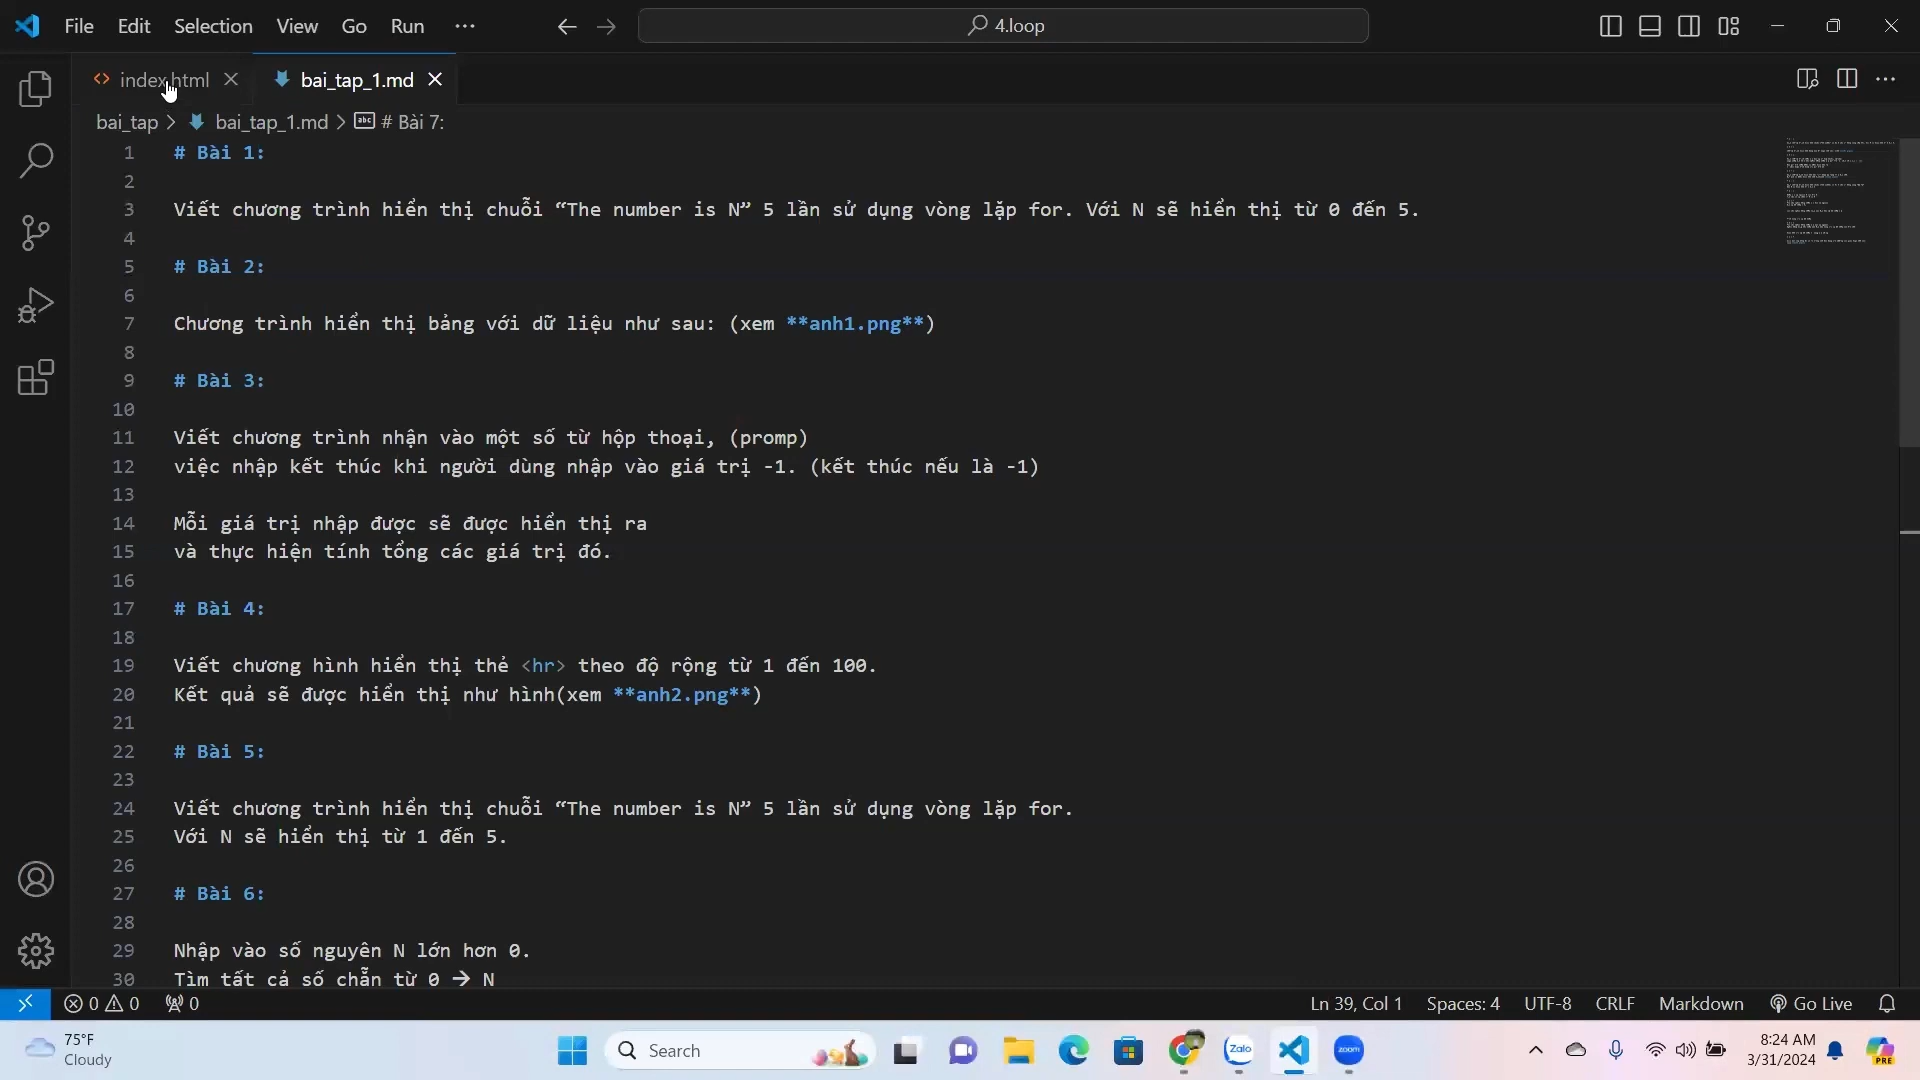 File Edit Selection View Go Run ··· 4.loop
index.html bai_tap_1.md
bai_tap > bai_tap_1.md > # Bài 7:
1 # Bài 1:
2
3 Viết chương trình hiển thị chuỗi “The number is N” 5 lần sử dụng vòng lặp for. Với N sẽ hiển thị từ 0 đến 5.
4
5 # Bài 2:
6
7 Chương trình hiển thị bảng với dữ liệu như sau: (xem **anh1.png**)
8
9 # Bài 3:
10
11 Viết chương trình nhận vào một số từ hộp thoại, (promp)
12 việc nhập kết thúc khi người dùng nhập vào giá trị -1. (kết thúc nếu là -1)
13
14 Mỗi giá trị nhập được sẽ được hiển thị ra
15 và thực hiện tính tổng các giá trị đó.
16
17 # Bài 4:
18
19 Viết chương hình hiển thị thẻ <hr> theo độ rộng từ 1 đến 100.
20 Kết quả sẽ được hiển thị như hình(xem **anh2.png**)
21
22 # Bài 5:
23
24 Viết chương trình hiển thị chuỗi “The number is N” 5 lần sử dụng vòng lặp for.
25 Với N sẽ hiển thị từ 1 đến 5.
26
27 # Bài 6:
28
29 Nhập vào số nguyên N lớn hơn 0.
30 Tìm tất cả số chẵn từ 0 → N
0 0 0 Ln 39, Col 1 Spaces: 4 UTF-8 CRLF Markdown Go Live
75°F
Cloudy
Search
Zalo
zoom
8:24 AM
3/31/2024
PRE